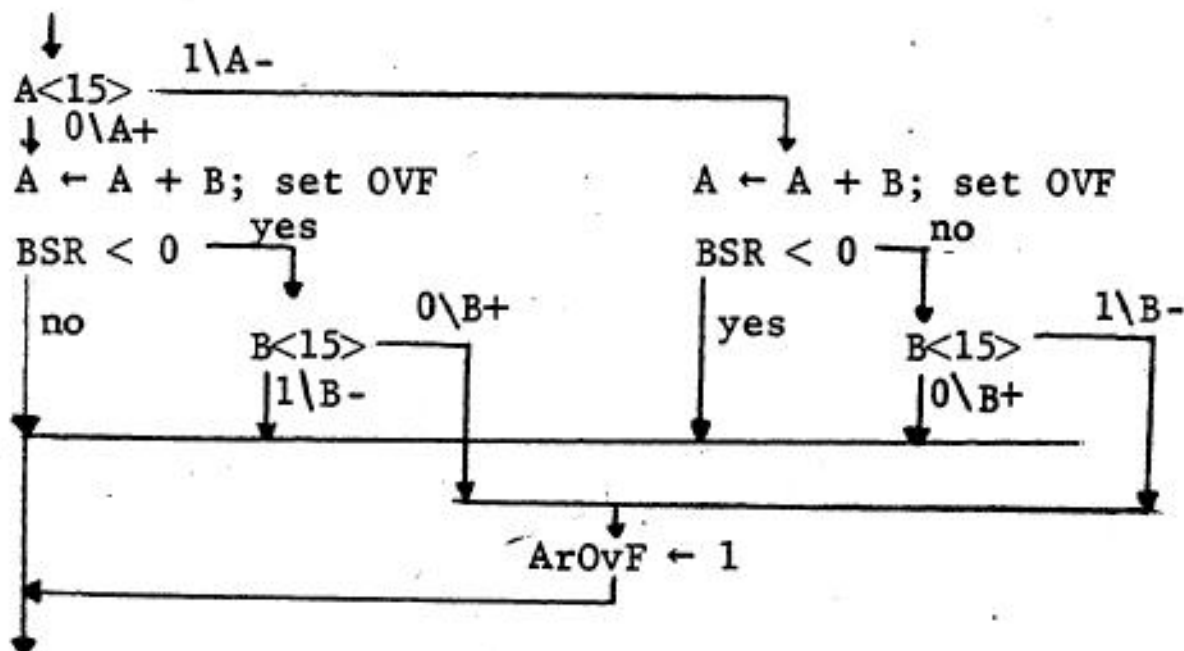 1\A-
A<15>
0\A+
A ← A + B; set OVF A ← A + B; set OVF
yes no
BSR < 0 BSR < 0
0\B+ 1\B-
no yes
B<15> B<15>
1\B- 0\B+
ArOvF ← 1